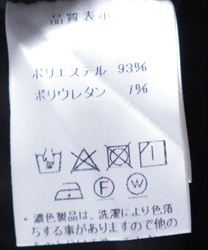 品質表示
ポリエステル 93%
ポリウレタン 7%
F W
・濃色製品は、洗濯により色落
ちする事がありますので他の